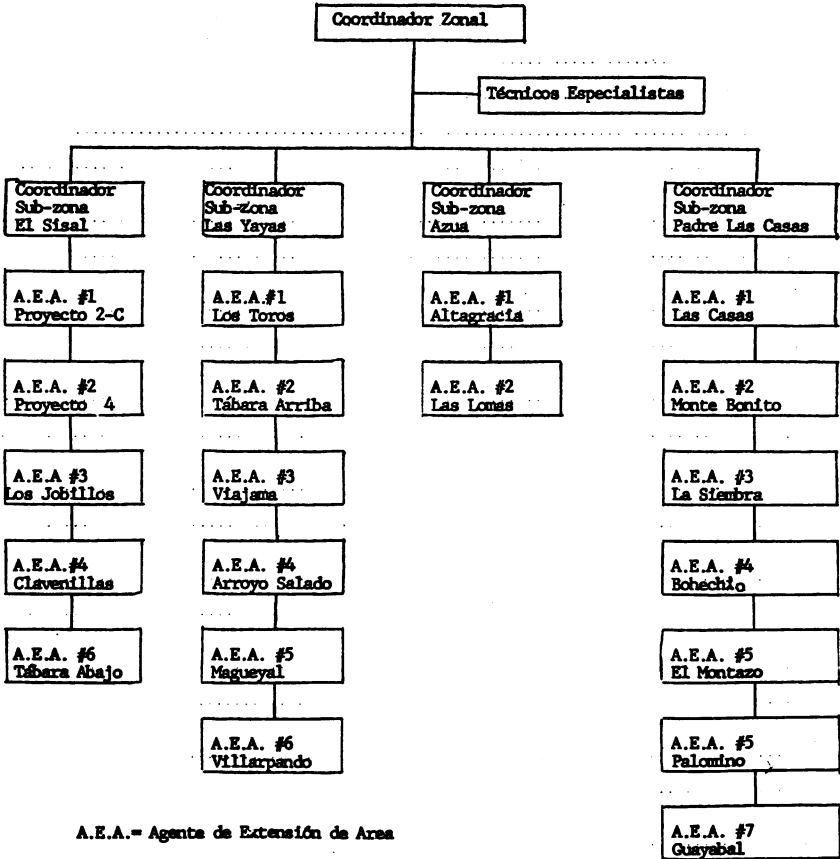 Coordinador Zonal
Técnicos Especialistas
Coordinador
Sub-zona
El Sisal
A.E.A. #1
Proyecto 2-C
A.E.A. #2
Proyecto 4
A.E.A #3
Los Jobillos
A.E.A.#4
Clavenillas
A.E.A. #6
Tábara Abajo
Coordinador
Sub-zona
Las Yayas
A.E.A.#1
Los Toros
A.E.A. #2
Tábara Arriba
A.E.A. #3
Viajama
A.E.A. #4
Arroyo Salado
A.E.A. #5
Magueyal
A.E.A. #6
Villarpando
Coordinador
Sub-zona
Azua
A.E.A. #1
Altagracia
A.E.A. #2
Las Lomas
Coordinador
Sub-zona
Padre Las Casas
A.E.A. #1
Las Casas
A.E.A. #2
Monte Bonito
A.E.A. #3
La Siembra
A.E.A. #4
Bohechio
A.E.A. #5
El Montazo
A.E.A. #5
Palomino
A.E.A. #7
Guayabal
A.E.A.= Agente de Extensión de Area